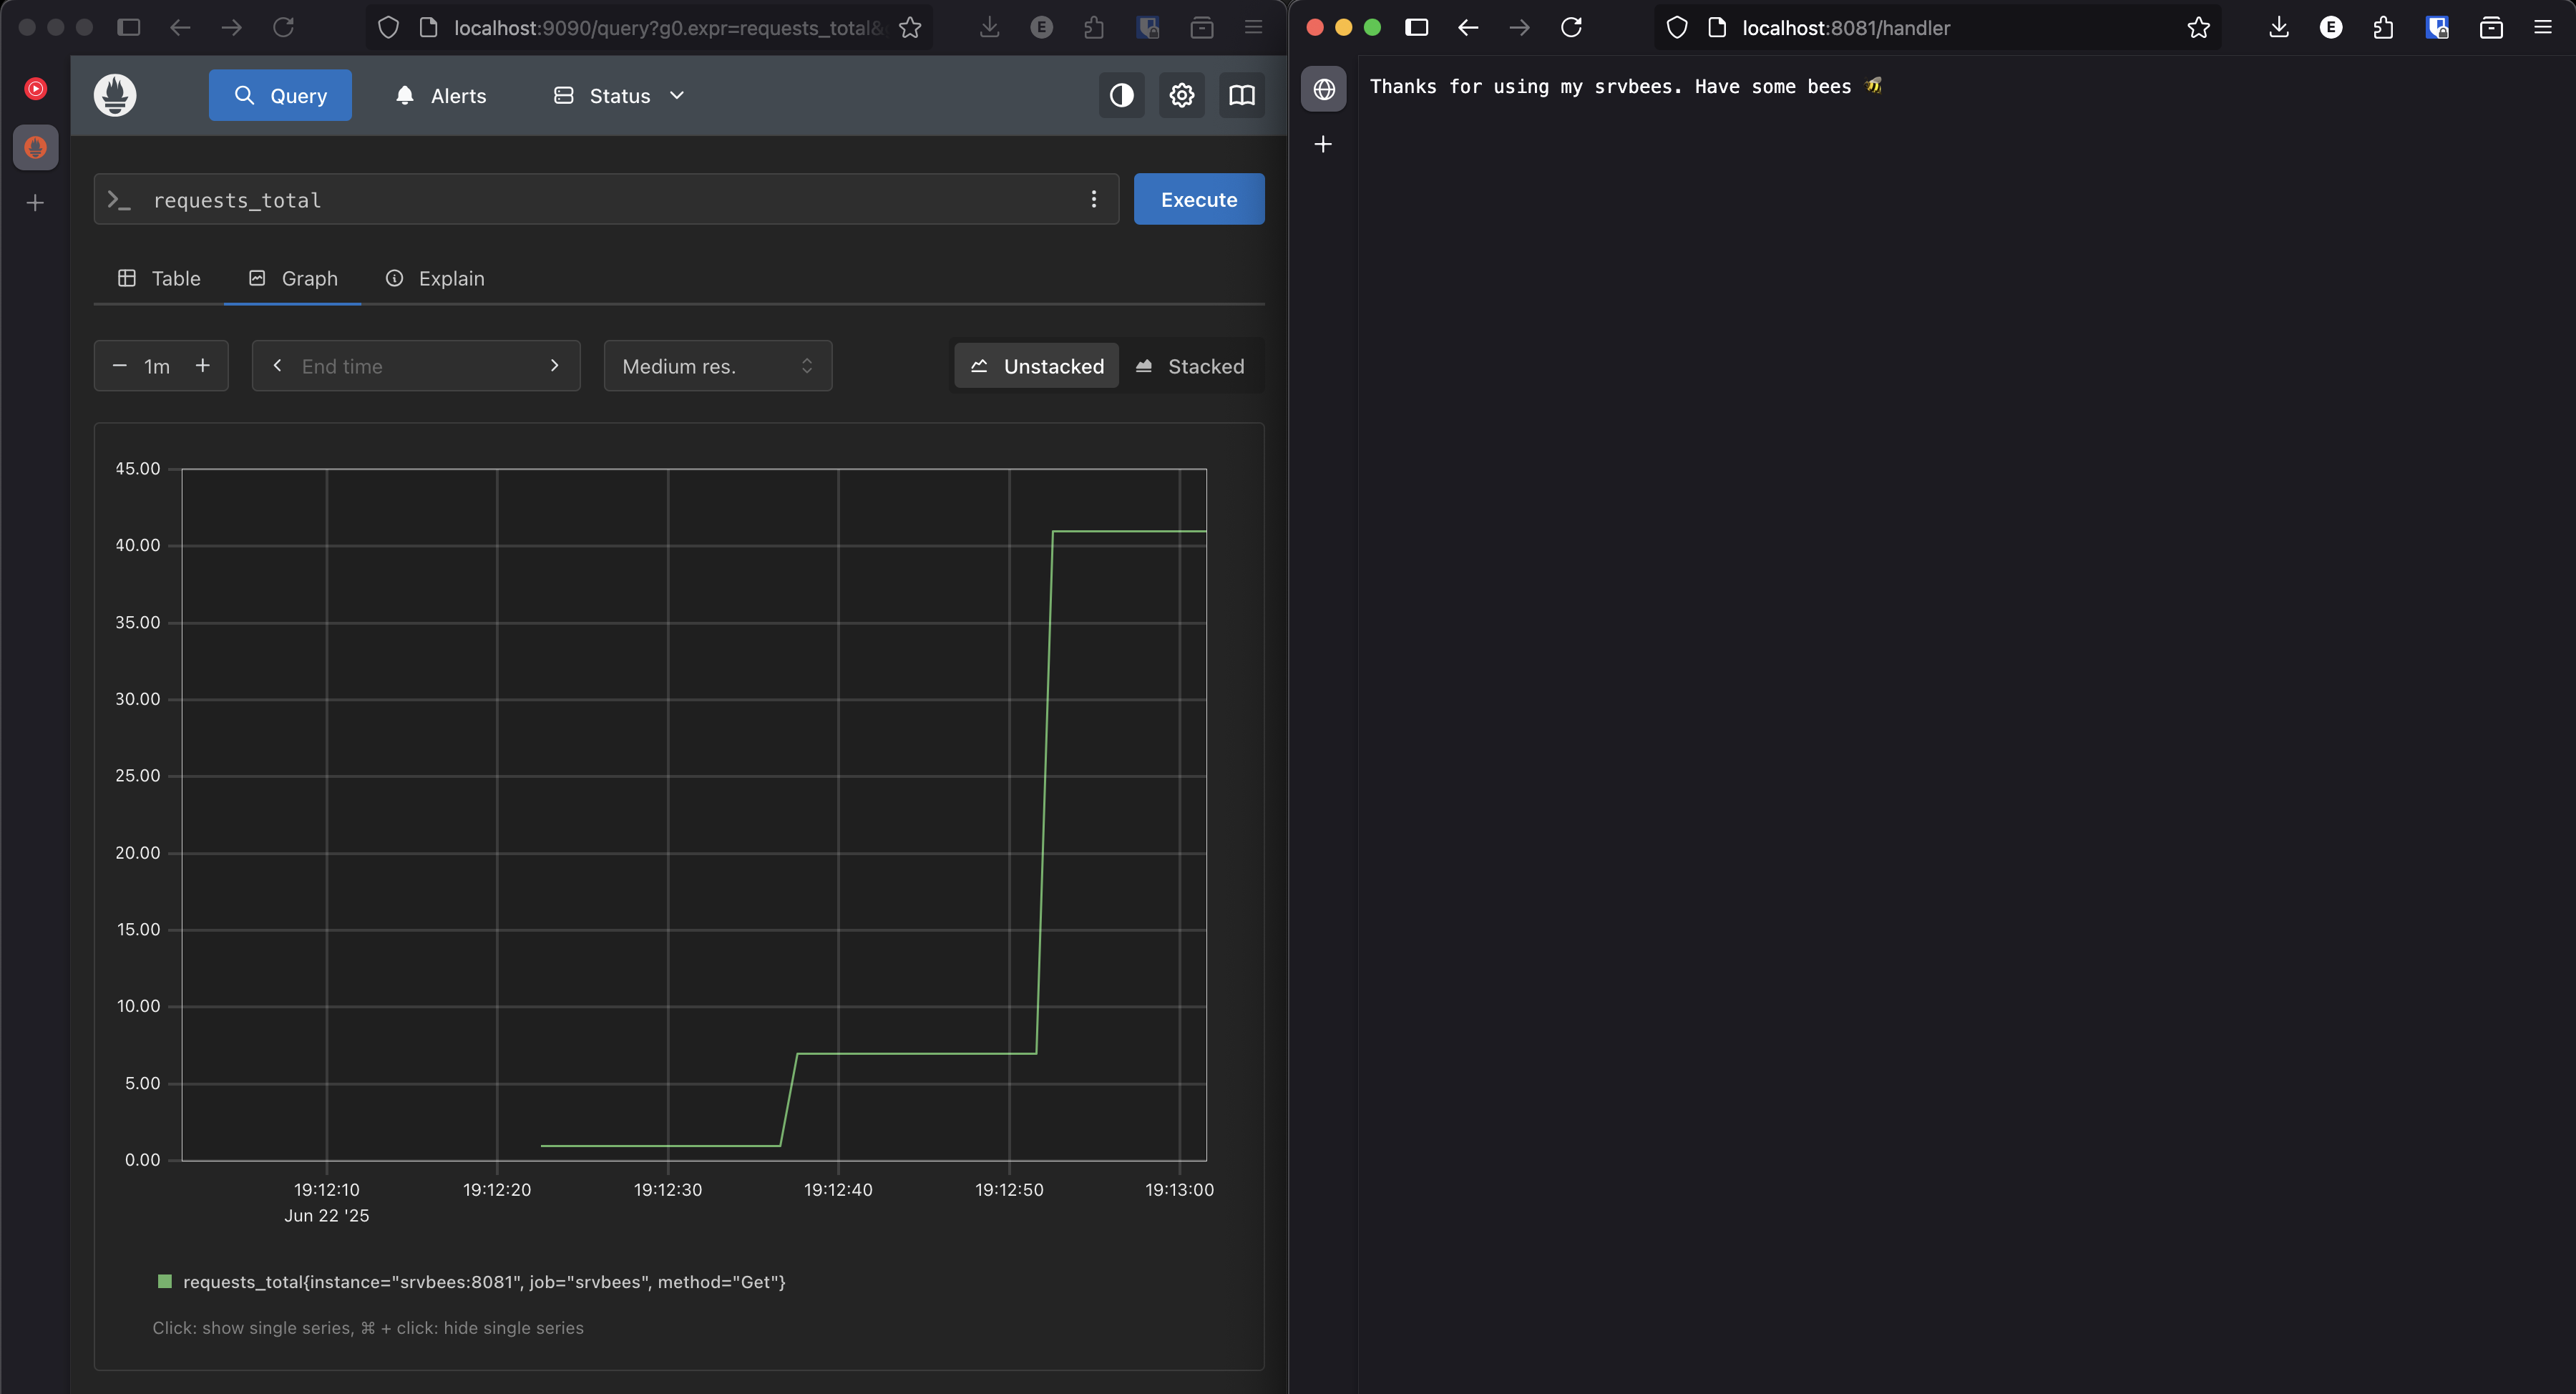 localhost:9090/query?g0.expr=requests_total&
E
Query
Alerts
Status
requests_total
Execute
Table
Graph
Explain
1m
End time
Medium res.
Unstacked
Stacked
45.00
40.00
35.00
30.00
25.00
20.00
15.00
10.00
5.00
0.00
19:12:10
19:12:20
19:12:30
19:12:40
19:12:50
19:13:00
Jun 22 '25
requests_total{instance="srvbees:8081", job="srvbees", method="Get"}
Click: show single series, ⌘ + click: hide single series
localhost:8081/handler
E
Thanks for using my srvbees. Have some bees 🐝